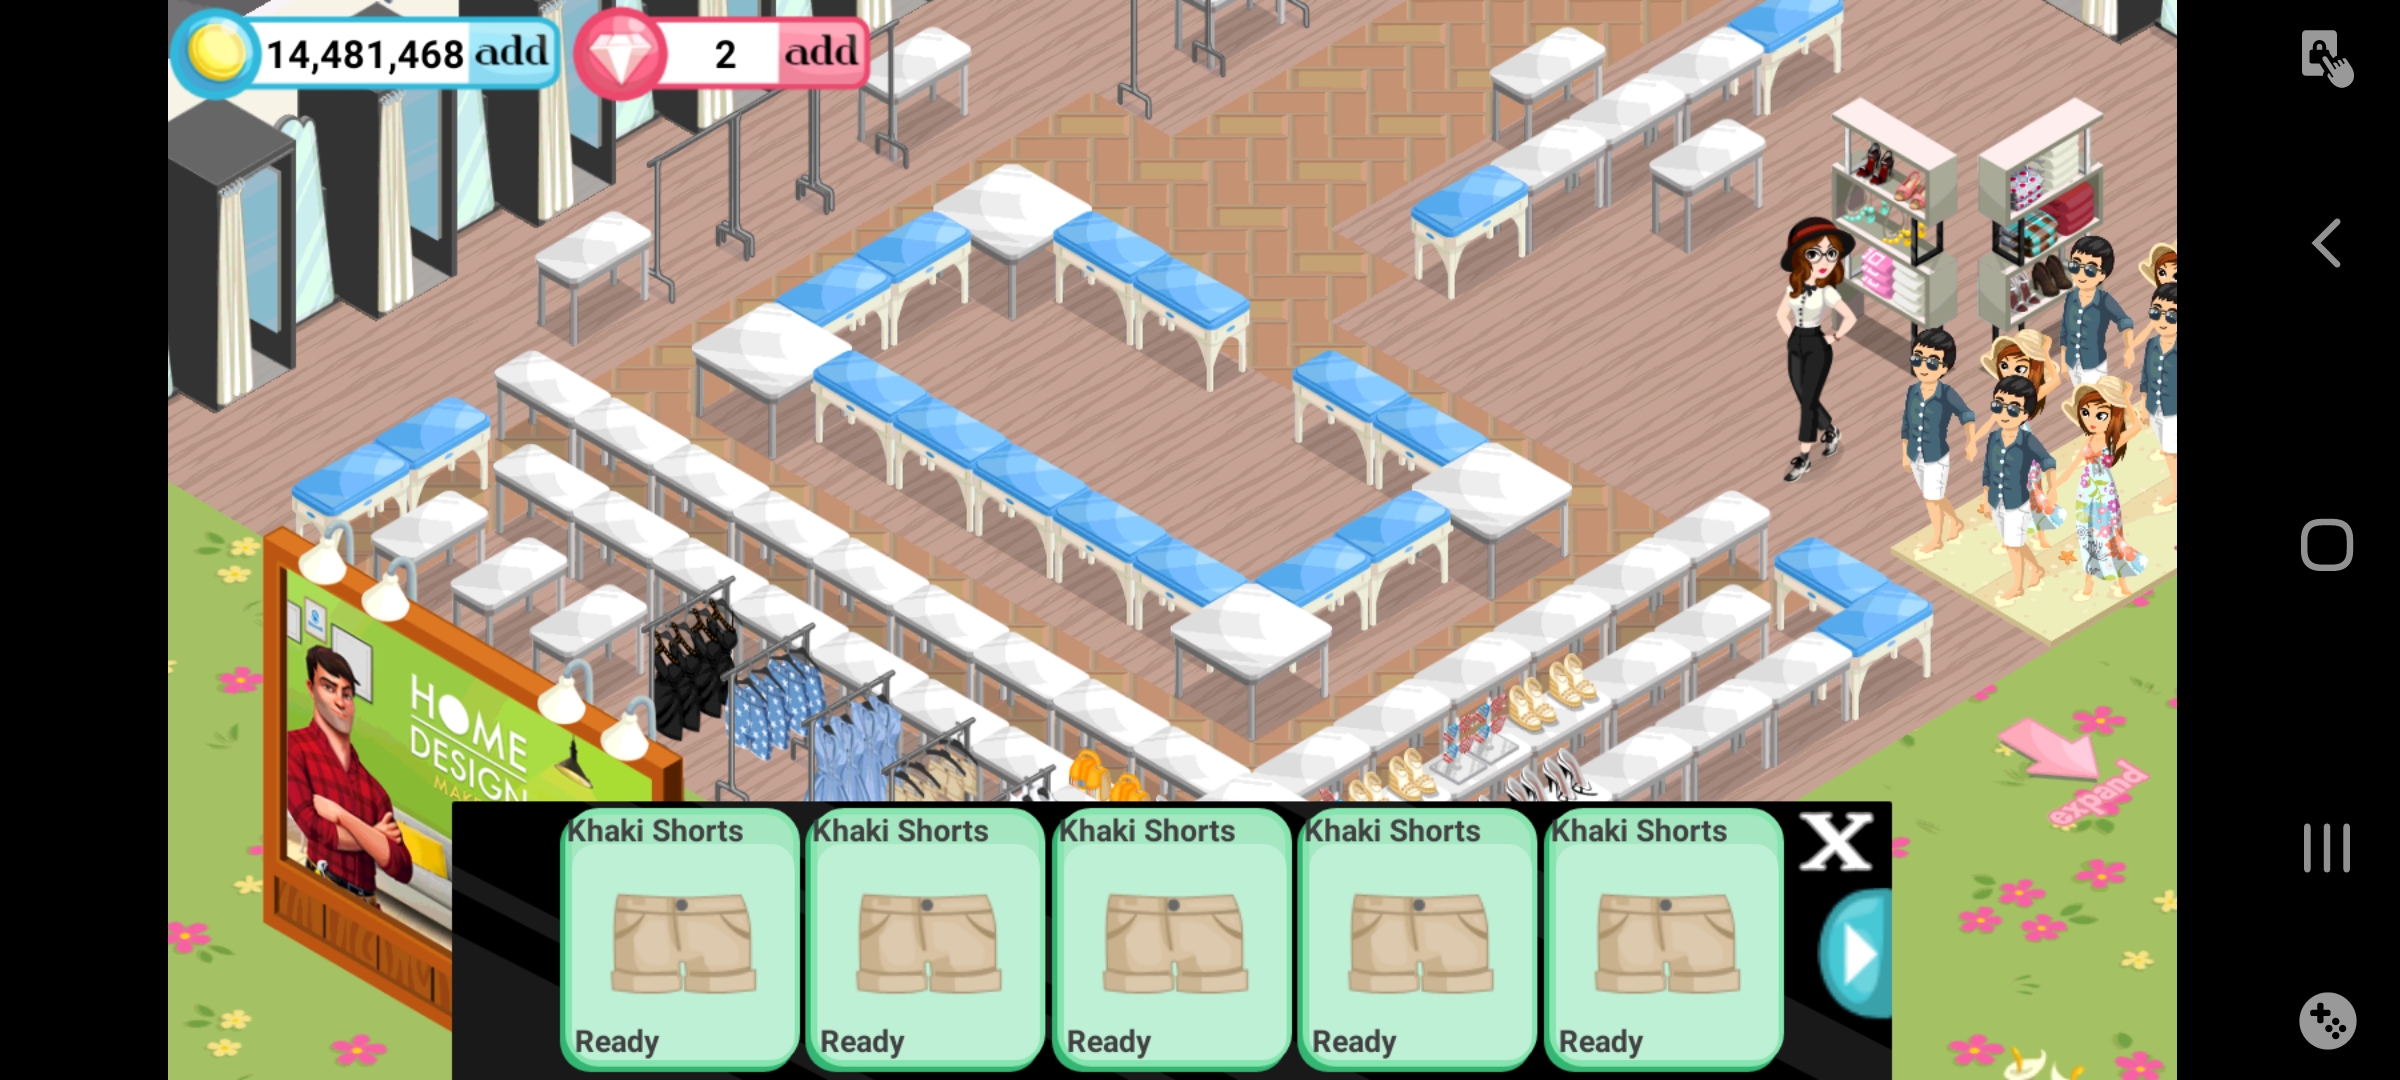 14,481,468 add
2 add
HOME
DESIGN
expand
Khaki Shorts
Ready
Khaki Shorts
Ready
Khaki Shorts
Ready
Khaki Shorts
Ready
Khaki Shorts
Ready
X